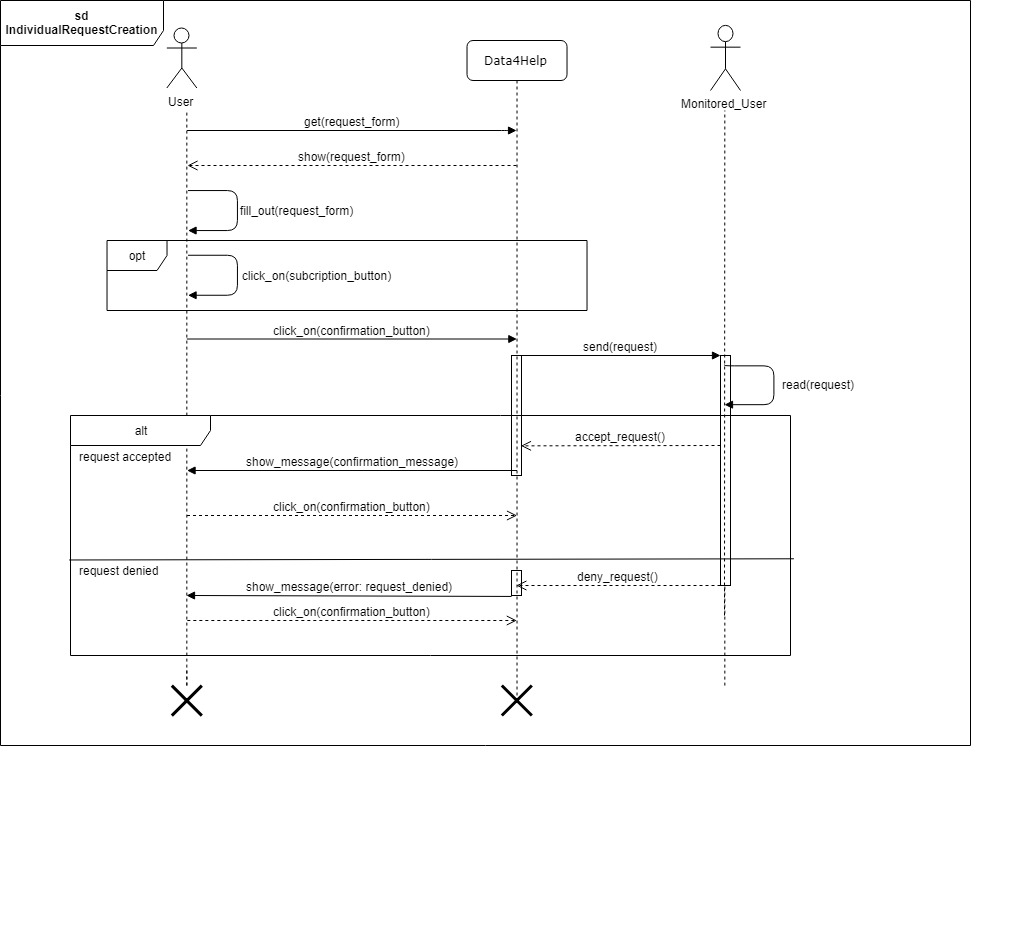 sd
IndividualRequestCreation
User
Data4Help
Monitored_User
get(request_form)
show(request_form)
fill_out(request_form)
opt
click_on(subcription_button)
click_on(confirmation_button)
send(request)
read(request)
alt
accept_request()
request accepted
show_message(confirmation_message)
click_on(confirmation_button)
request denied
deny_request()
show_message(error: request_denied)
click_on(confirmation_button)